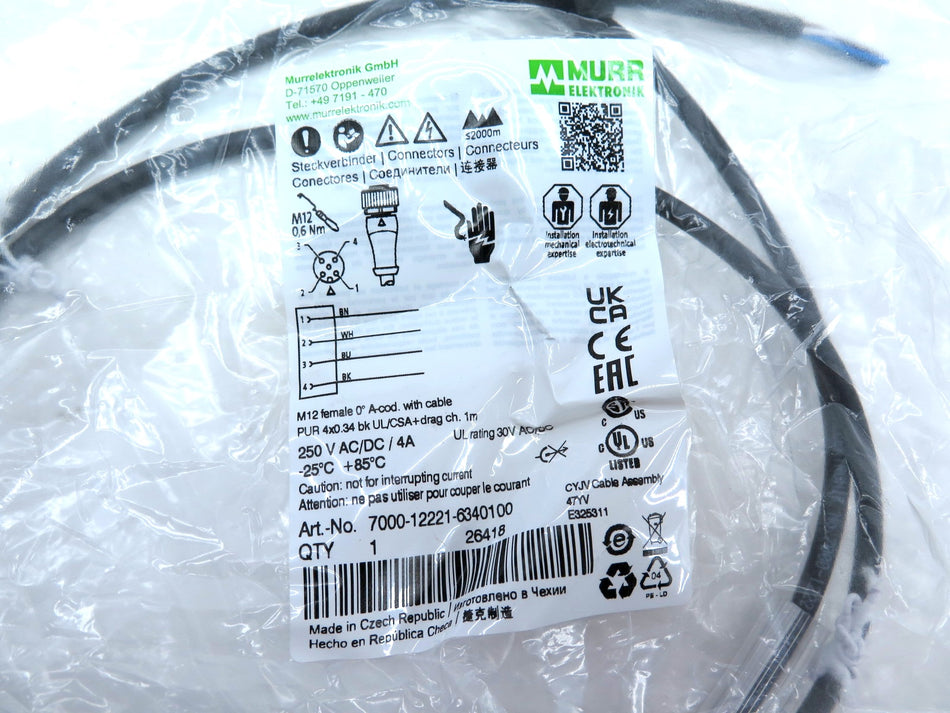 Murrelektronik GmbH
D-71570 Oppenweiler
Tel.: +49 7191 - 470
www.murrelektronik.com
MURR
ELEKTRONIK
≤2000m
Steckverbinder | Connectors | Connecteurs
Conectores | Соединители | 连接器
M12
0,6 Nm
3 4
2 1
Installation
mechanical
expertise
Installation
electrotechnical
expertise
1 BN
2 WH
3 BU
4 BK
UK
CA
CE
EAC
C US
C UL US
LISTED
M12 female 0° A-cod. with cable
PUR 4x0.34 bk UL/CSA+drag ch. 1m
250 V AC/DC / 4A
UL rating 30V AC/DC
-25°C +85°C
Caution: not for interrupting current
Attention: ne pas utiliser pour couper le courant
CYJV Cable Assembly
47YV
E325311
Art.-No. 7000-12221-6340100
QTY 1
26418
e
04
PE - LD
Made in Czech Republic / Изготовлено в Чехии
Hecho en República Checa / 捷克制造